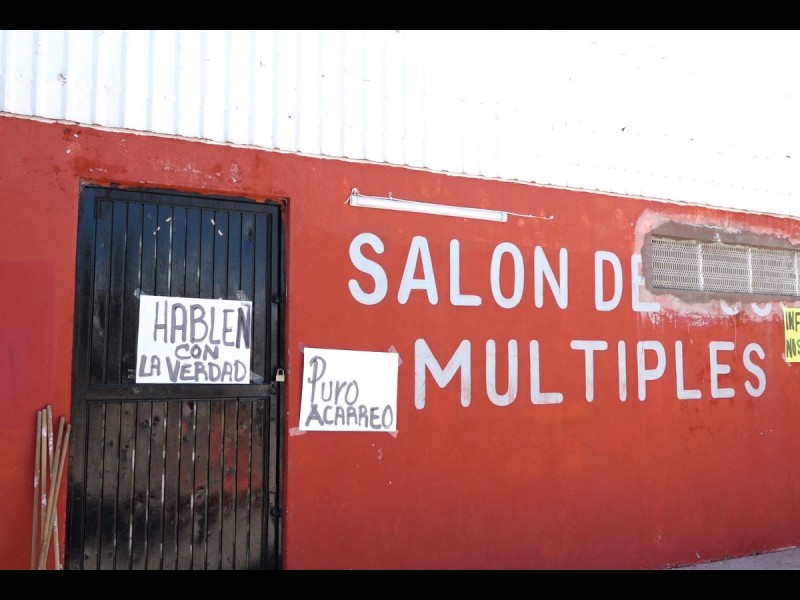 HABLEN
CON
LA VERDAD
PURO
ACARREO
SALON DE
MULTIPLES